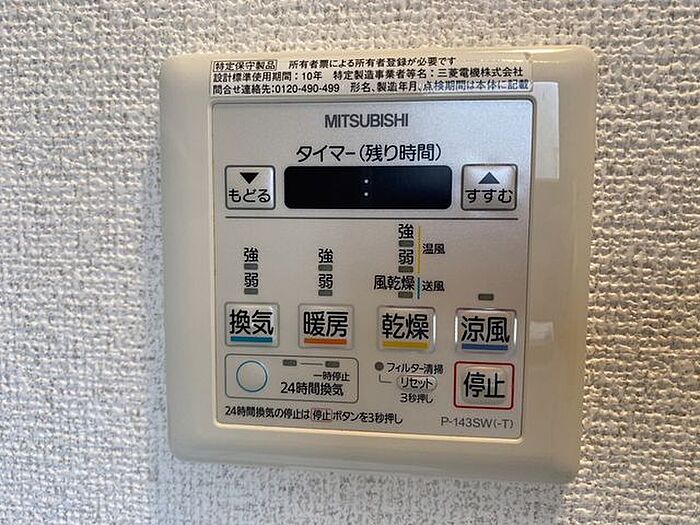 特定保守製品 所有者票による所有者登録が必要です
設計標準使用期間：10年 特定製造事業者等名：三菱電機株式会社
問合せ連絡先：0120-490-499 形名、製造年月、点検期間は本体に記載
MITSUBISHI
タイマー(残り時間)
▼ ▲
もどる : すすむ
強
強 強 弱 温風
弱 弱 風乾燥 送風
換気 暖房 乾燥 涼風
一時停止
24時間換気
フィルター清掃
リセット
3秒押し
停止
24時間換気の停止は停止ボタンを3秒押し
P-143SW(-T)